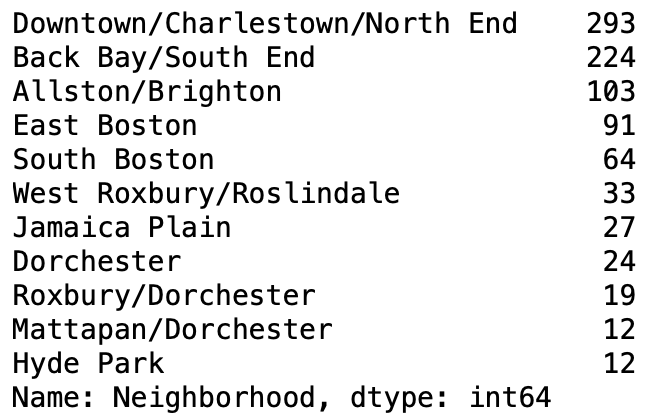 Downtown/Charlestown/North End 293
Back Bay/South End 224
Allston/Brighton 103
East Boston 91
South Boston 64
West Roxbury/Roslindale 33
Jamaica Plain 27
Dorchester 24
Roxbury/Dorchester 19
Mattapan/Dorchester 12
Hyde Park 12
Name: Neighborhood, dtype: int64